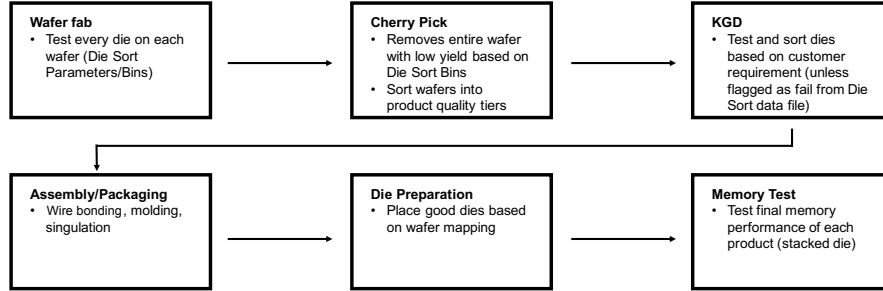 Wafer fab
• Test every die on each
wafer (Die Sort
Parameters/Bins)
Cherry Pick
• Removes entire wafer
with low yield based on
Die Sort Bins
• Sort wafers into
product quality tiers
KGD
• Test and sort dies
based on customer
requirement (unless
flagged as fail from Die
Sort data file)
Assembly/Packaging
• Wire bonding, molding,
singulation
Die Preparation
• Place good dies based
on wafer mapping
Memory Test
• Test final memory
performance of each
product (stacked die)